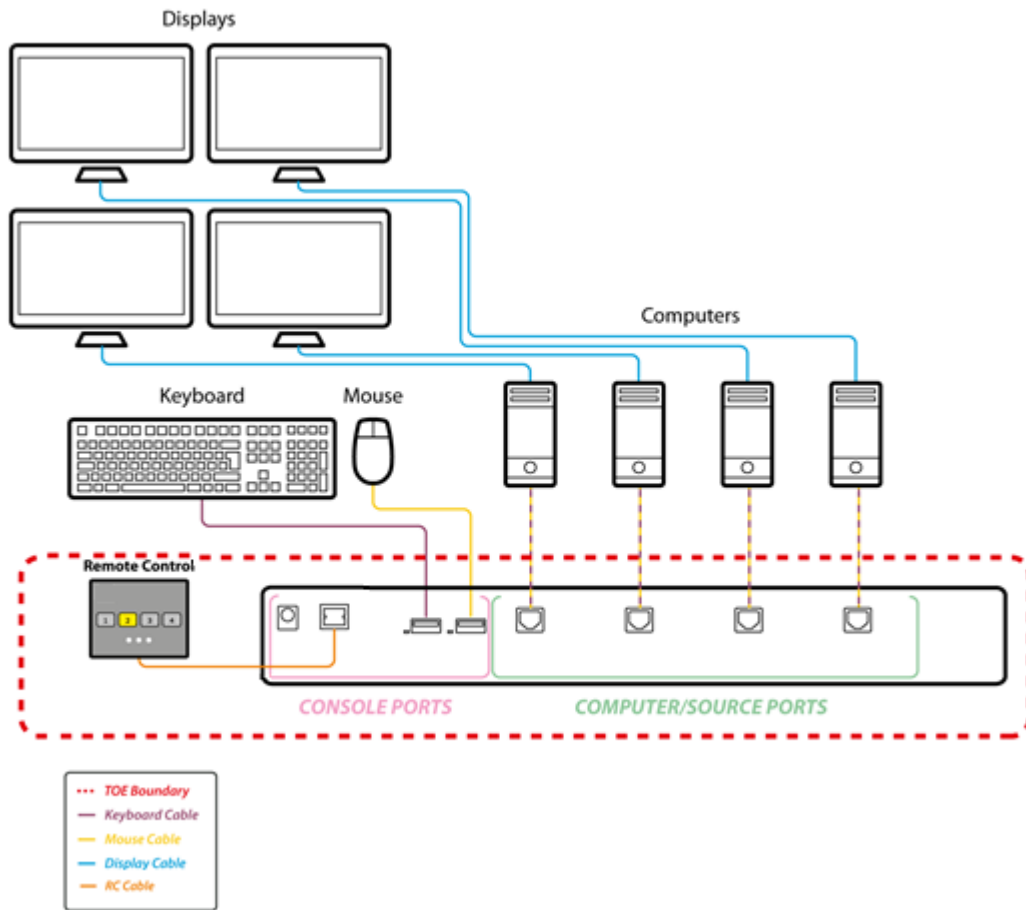 Displays
Computers
Keyboard
Mouse
Remote Control
1 2 3 4
CONSOLE PORTS
COMPUTER/SOURCE PORTS
TOE Boundary
Keyboard Cable
Mouse Cable
Display Cable
RC Cable